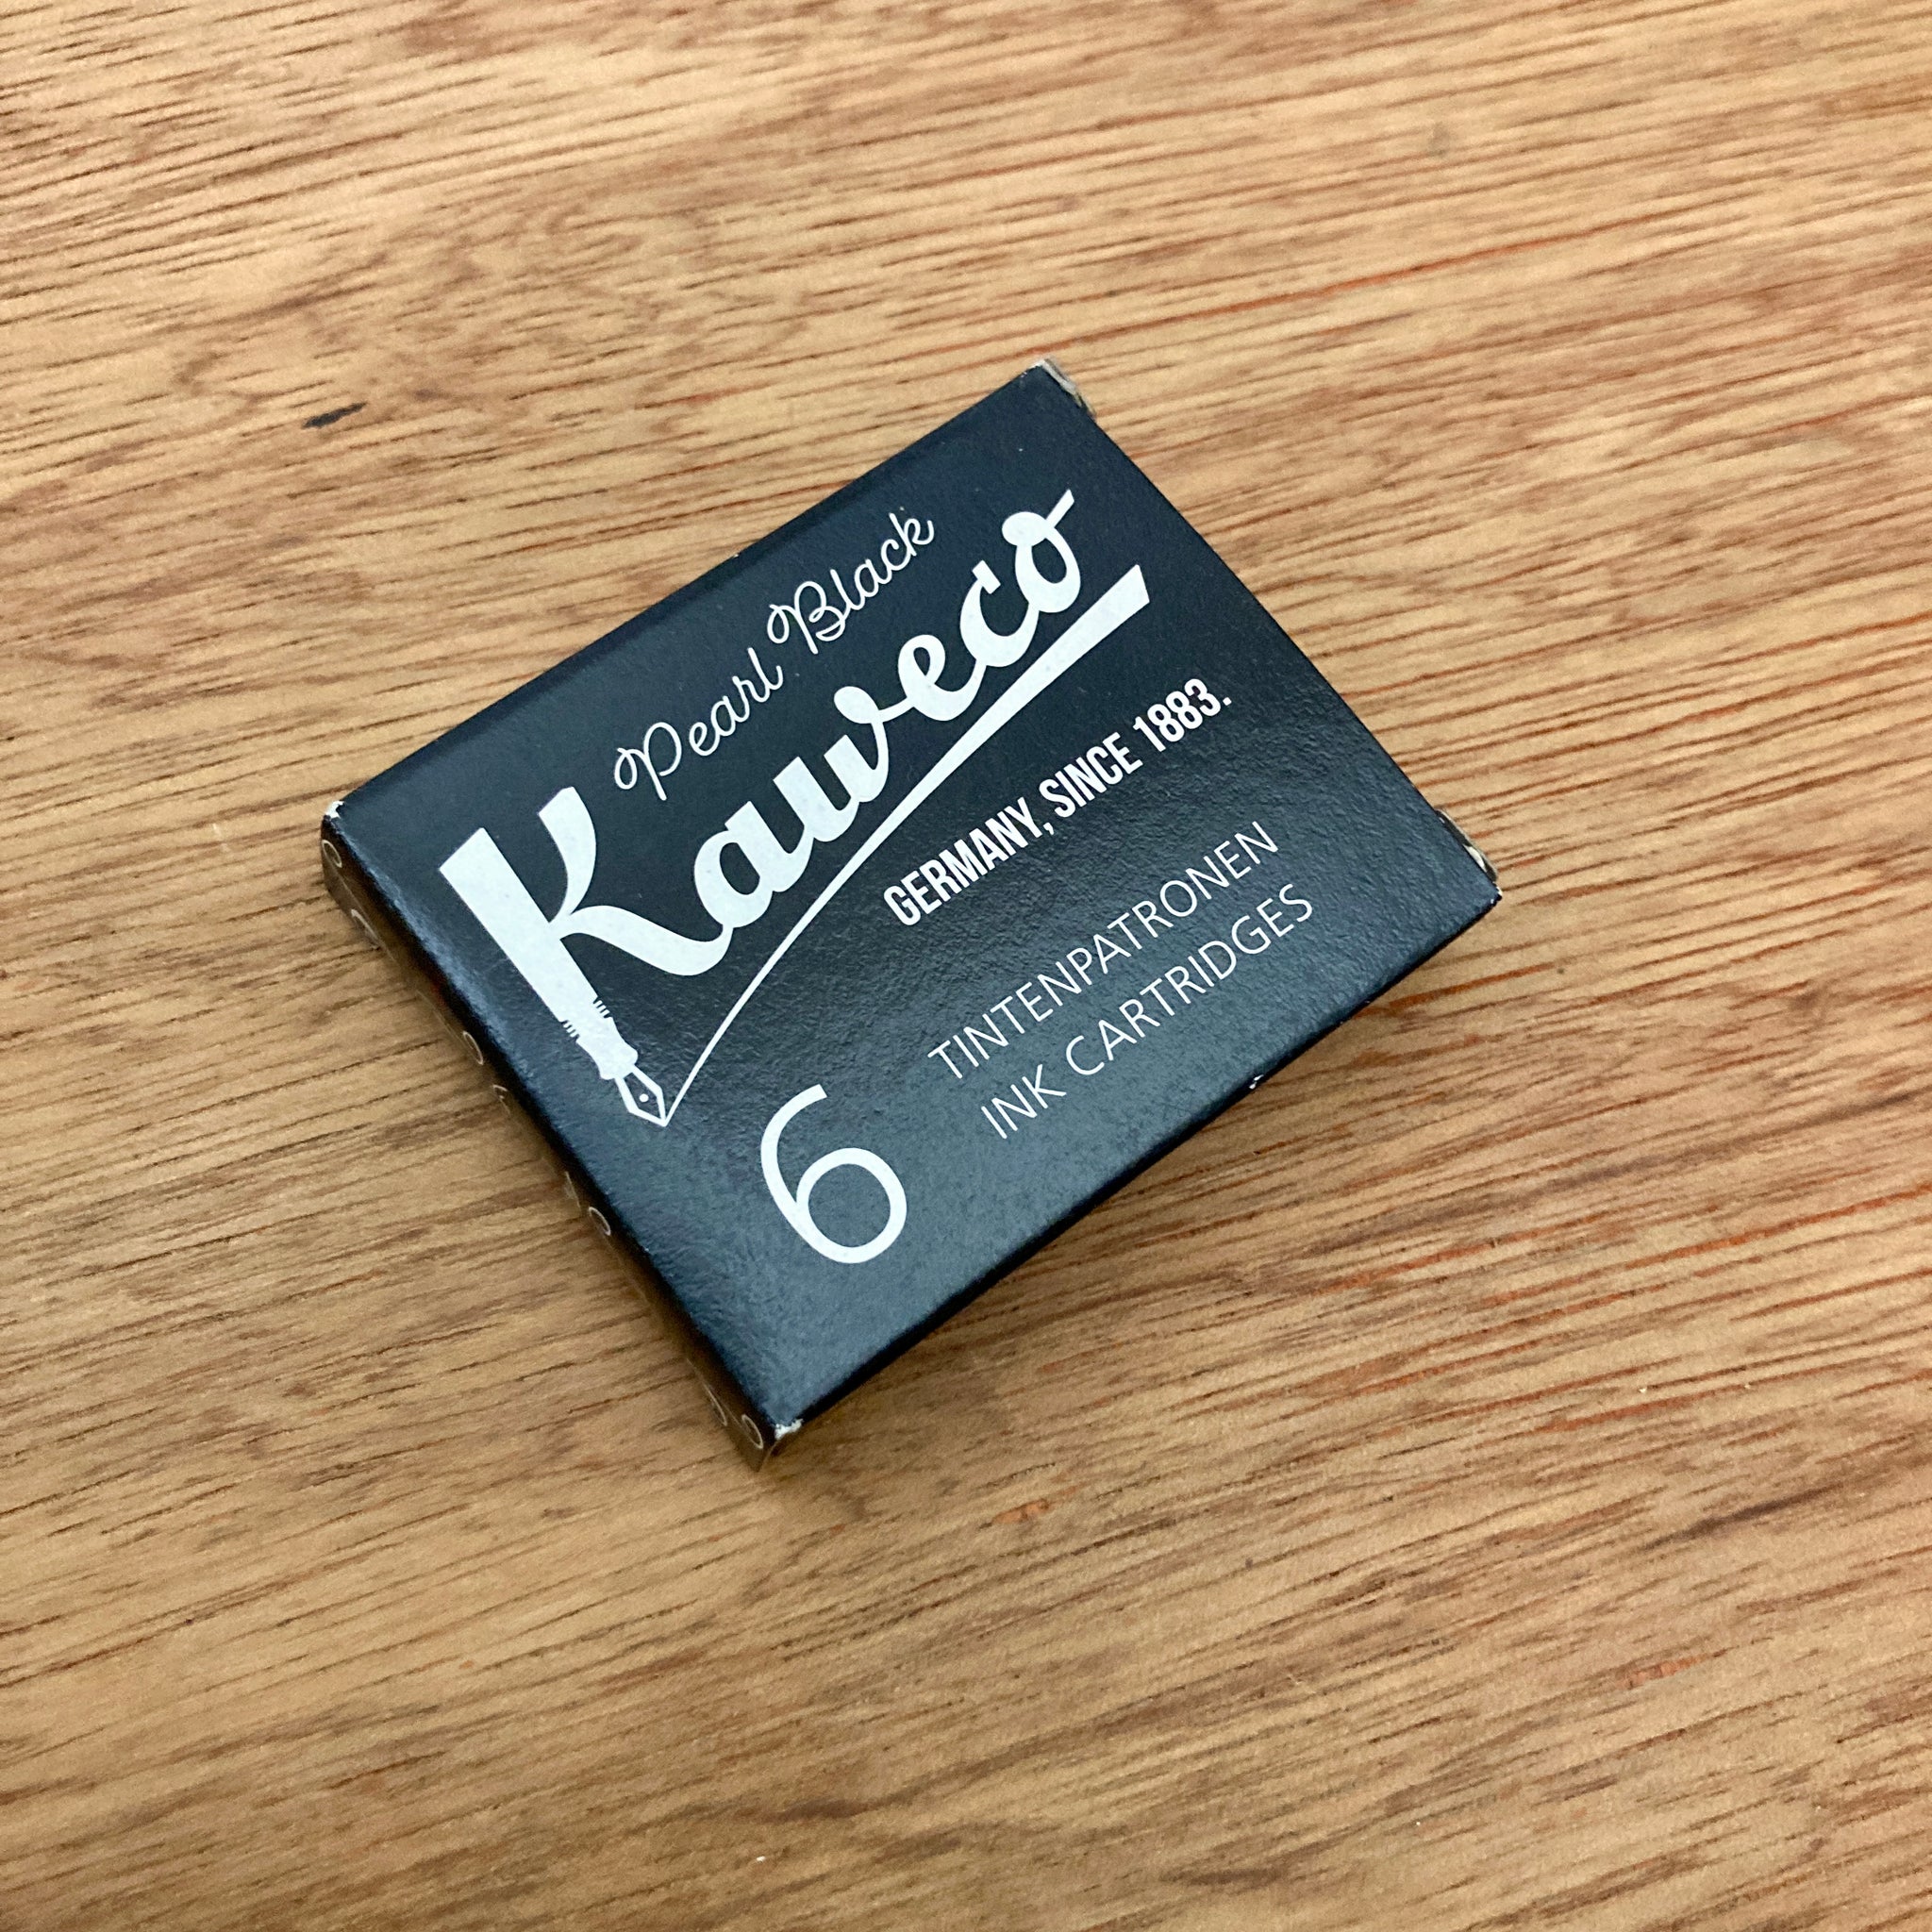 Pearl Black
Kaweco
GERMANY, SINCE 1883.
6
TINTENPATRONEN
INK CARTRIDGES